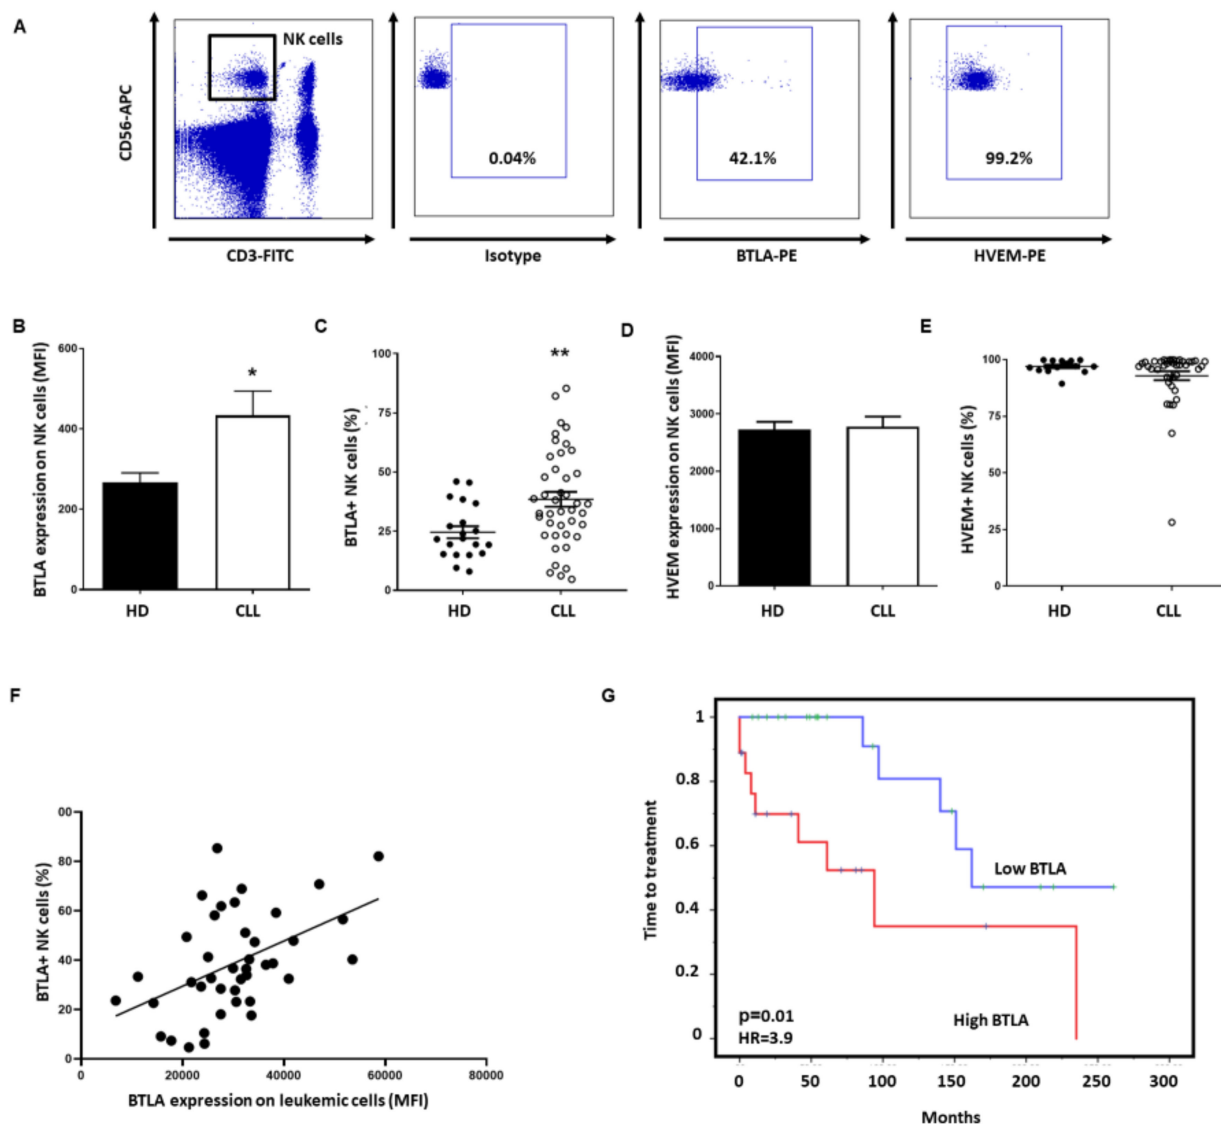 A
NK cells
CD56-APC
0.04%
42.1%
99.2%
CD3-FITC
Isotype
BTLA-PE
HVEM-PE
B
BTLA expression on NK cells (MFI)
600
400
200
0
*
HD
CLL
C
BTLA+ NK cells (%)
100
75
50
25
0
**
HD
CLL
D
HVEM expression on NK cells (MFI)
4000
3000
2000
1000
0
HD
CLL
E
HVEM+ NK cells (%)
100
75
50
25
0
HD
CLL
F
BTLA+ NK cells (%)
00
80
60
40
20
0
0
20000
40000
60000
80000
BTLA expression on leukemic cells (MFI)
G
Time to treatment
1
0.8
0.6
0.4
0.2
0
Low BTLA
High BTLA
p=0.01
HR=3.9
0
50
100
150
200
250
300
Months